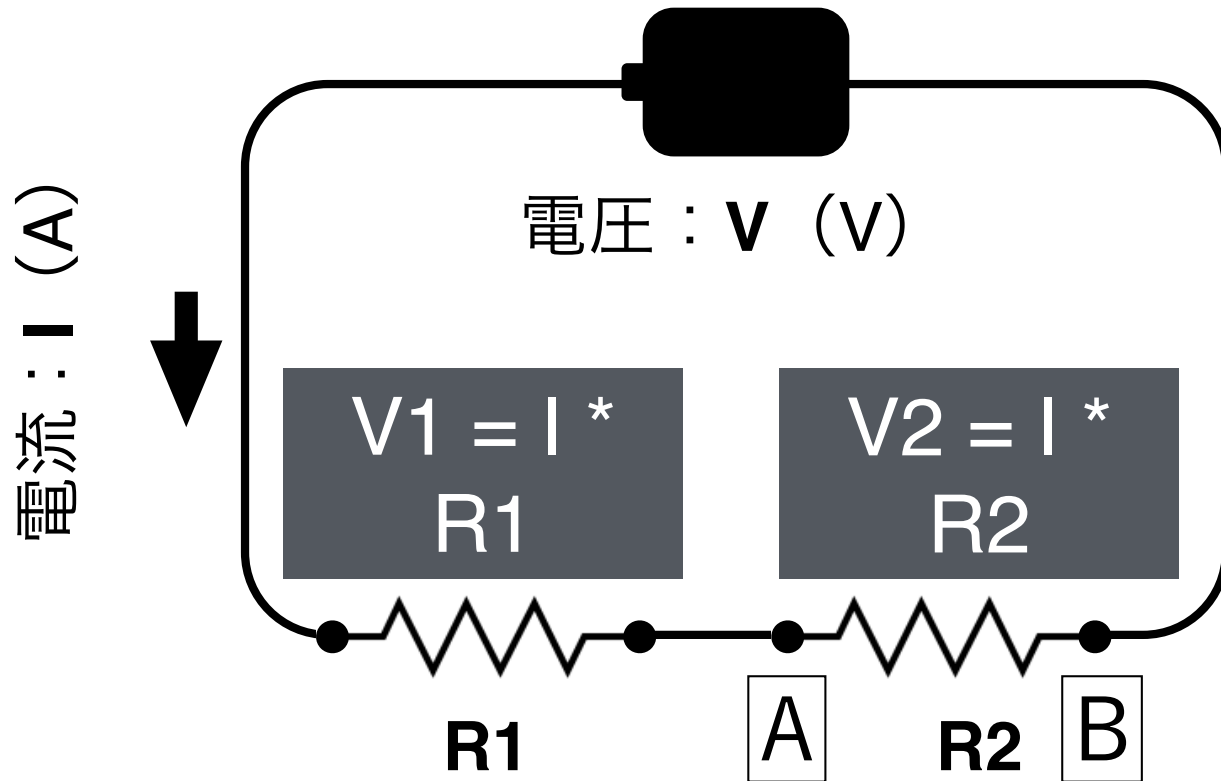 電圧：V（V）
電流：I（A）
V1 = I *
R1
V2 = I *
R2
R1
A
R2
B